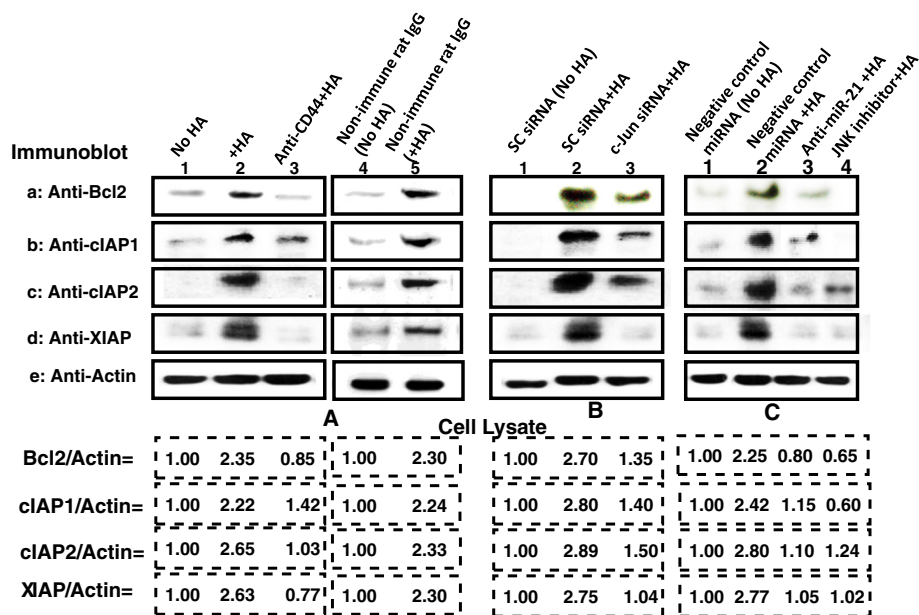 No HA
+HA
Anti-CD44+HA
Non-immune rat IgG
(No HA)
Non-immune rat IgG
(+HA)
SC siRNA (No HA)
SC siRNA+HA
c-Jun siRNA+HA
Negative control
miRNA (No HA)
Negative control
miRNA +HA
Anti-miR-21 +HA
JNK inhibitor+HA
Immunoblot
1 2 3 4 5 1 2 3 1 2 3 4
a: Anti-Bcl2
b: Anti-cIAP1
c: Anti-cIAP2
d: Anti-XIAP
e: Anti-Actin
A B C
Cell Lysate
Bcl2/Actin= 1.00 2.35 0.85 1.00 2.30 1.00 2.70 1.35 1.00 2.25 0.80 0.65
cIAP1/Actin= 1.00 2.22 1.42 1.00 2.24 1.00 2.80 1.40 1.00 2.42 1.15 0.60
cIAP2/Actin= 1.00 2.65 1.03 1.00 2.33 1.00 2.89 1.50 1.00 2.80 1.10 1.24
XIAP/Actin= 1.00 2.63 0.77 1.00 2.30 1.00 2.75 1.04 1.00 2.77 1.05 1.02